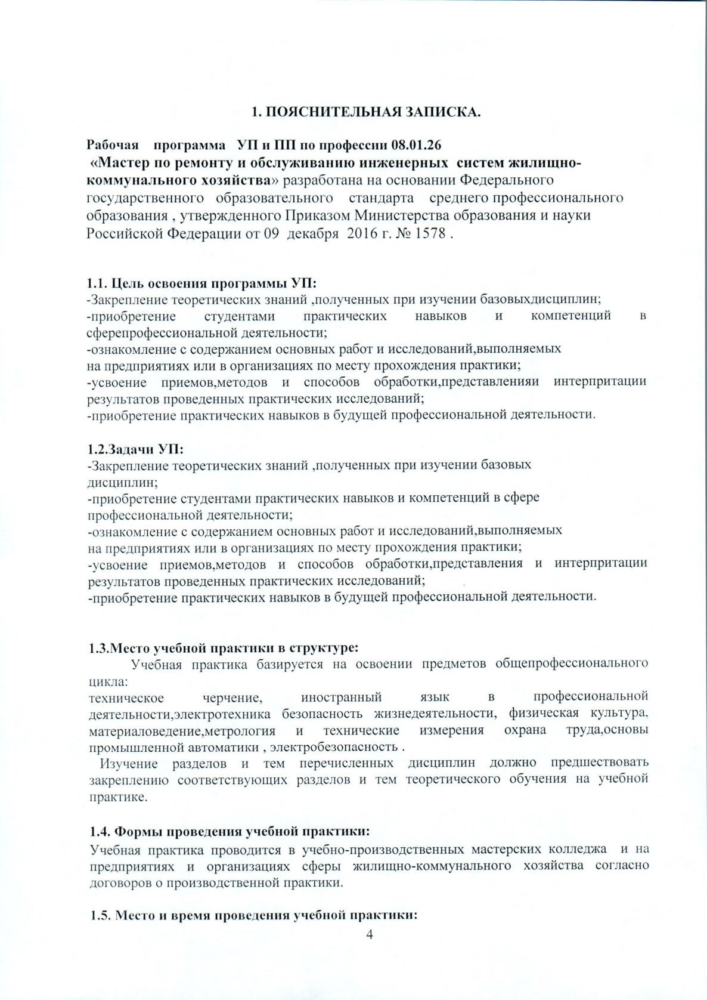 1. ПОЯСНИТЕЛЬНАЯ ЗАПИСКА.
Рабочая программа УП и ПП по профессии 08.01.26
«Мастер по ремонту и обслуживанию инженерных систем жилищно-
коммунального хозяйства» разработана на основании Федерального
государственного образовательного стандарта среднего профессионального
образования , утвержденного Приказом Министерства образования и науки
Российской Федерации от 09 декабря 2016 г. № 1578 .
1.1. Цель освоения программы УП:
-Закрепление теоретических знаний ,полученных при изучении базовыхдисциплин;
-приобретение студентами практических навыков и компетенций в
сферепрофессиональной деятельности;
-ознакомление с содержанием основных работ и исследований,выполняемых
на предприятиях или в организациях по месту прохождения практики;
-усвоение приемов,методов и способов обработки,представленияи интерпритации
результатов проведенных практических исследований;
-приобретение практических навыков в будущей профессиональной деятельности.
1.2.Задачи УП:
-Закрепление теоретических знаний ,полученных при изучении базовых
дисциплин;
-приобретение студентами практических навыков и компетенций в сфере
профессиональной деятельности;
-ознакомление с содержанием основных работ и исследований,выполняемых
на предприятиях или в организациях по месту прохождения практики;
-усвоение приемов,методов и способов обработки,представления и интерпритации
результатов проведенных практических исследований;
-приобретение практических навыков в будущей профессиональной деятельности.
1.3.Место учебной практики в структуре:
Учебная практика базируется на освоении предметов общепрофессионального
цикла:
техническое черчение, иностранный язык в профессиональной
деятельности,электротехника безопасность жизнедеятельности, физическая культура,
материаловедение,метрология и технические измерения охрана труда,основы
промышленной автоматики , электробезопасность .
Изучение разделов и тем перечисленных дисциплин должно предшествовать
закреплению соответствующих разделов и тем теоретического обучения на учебной
практике.
1.4. Формы проведения учебной практики:
Учебная практика проводится в учебно-производственных мастерских колледжа и на
предприятиях и организациях сферы жилищно-коммунального хозяйства согласно
договоров о производственной практики.
1.5. Место и время проведения учебной практики:
4